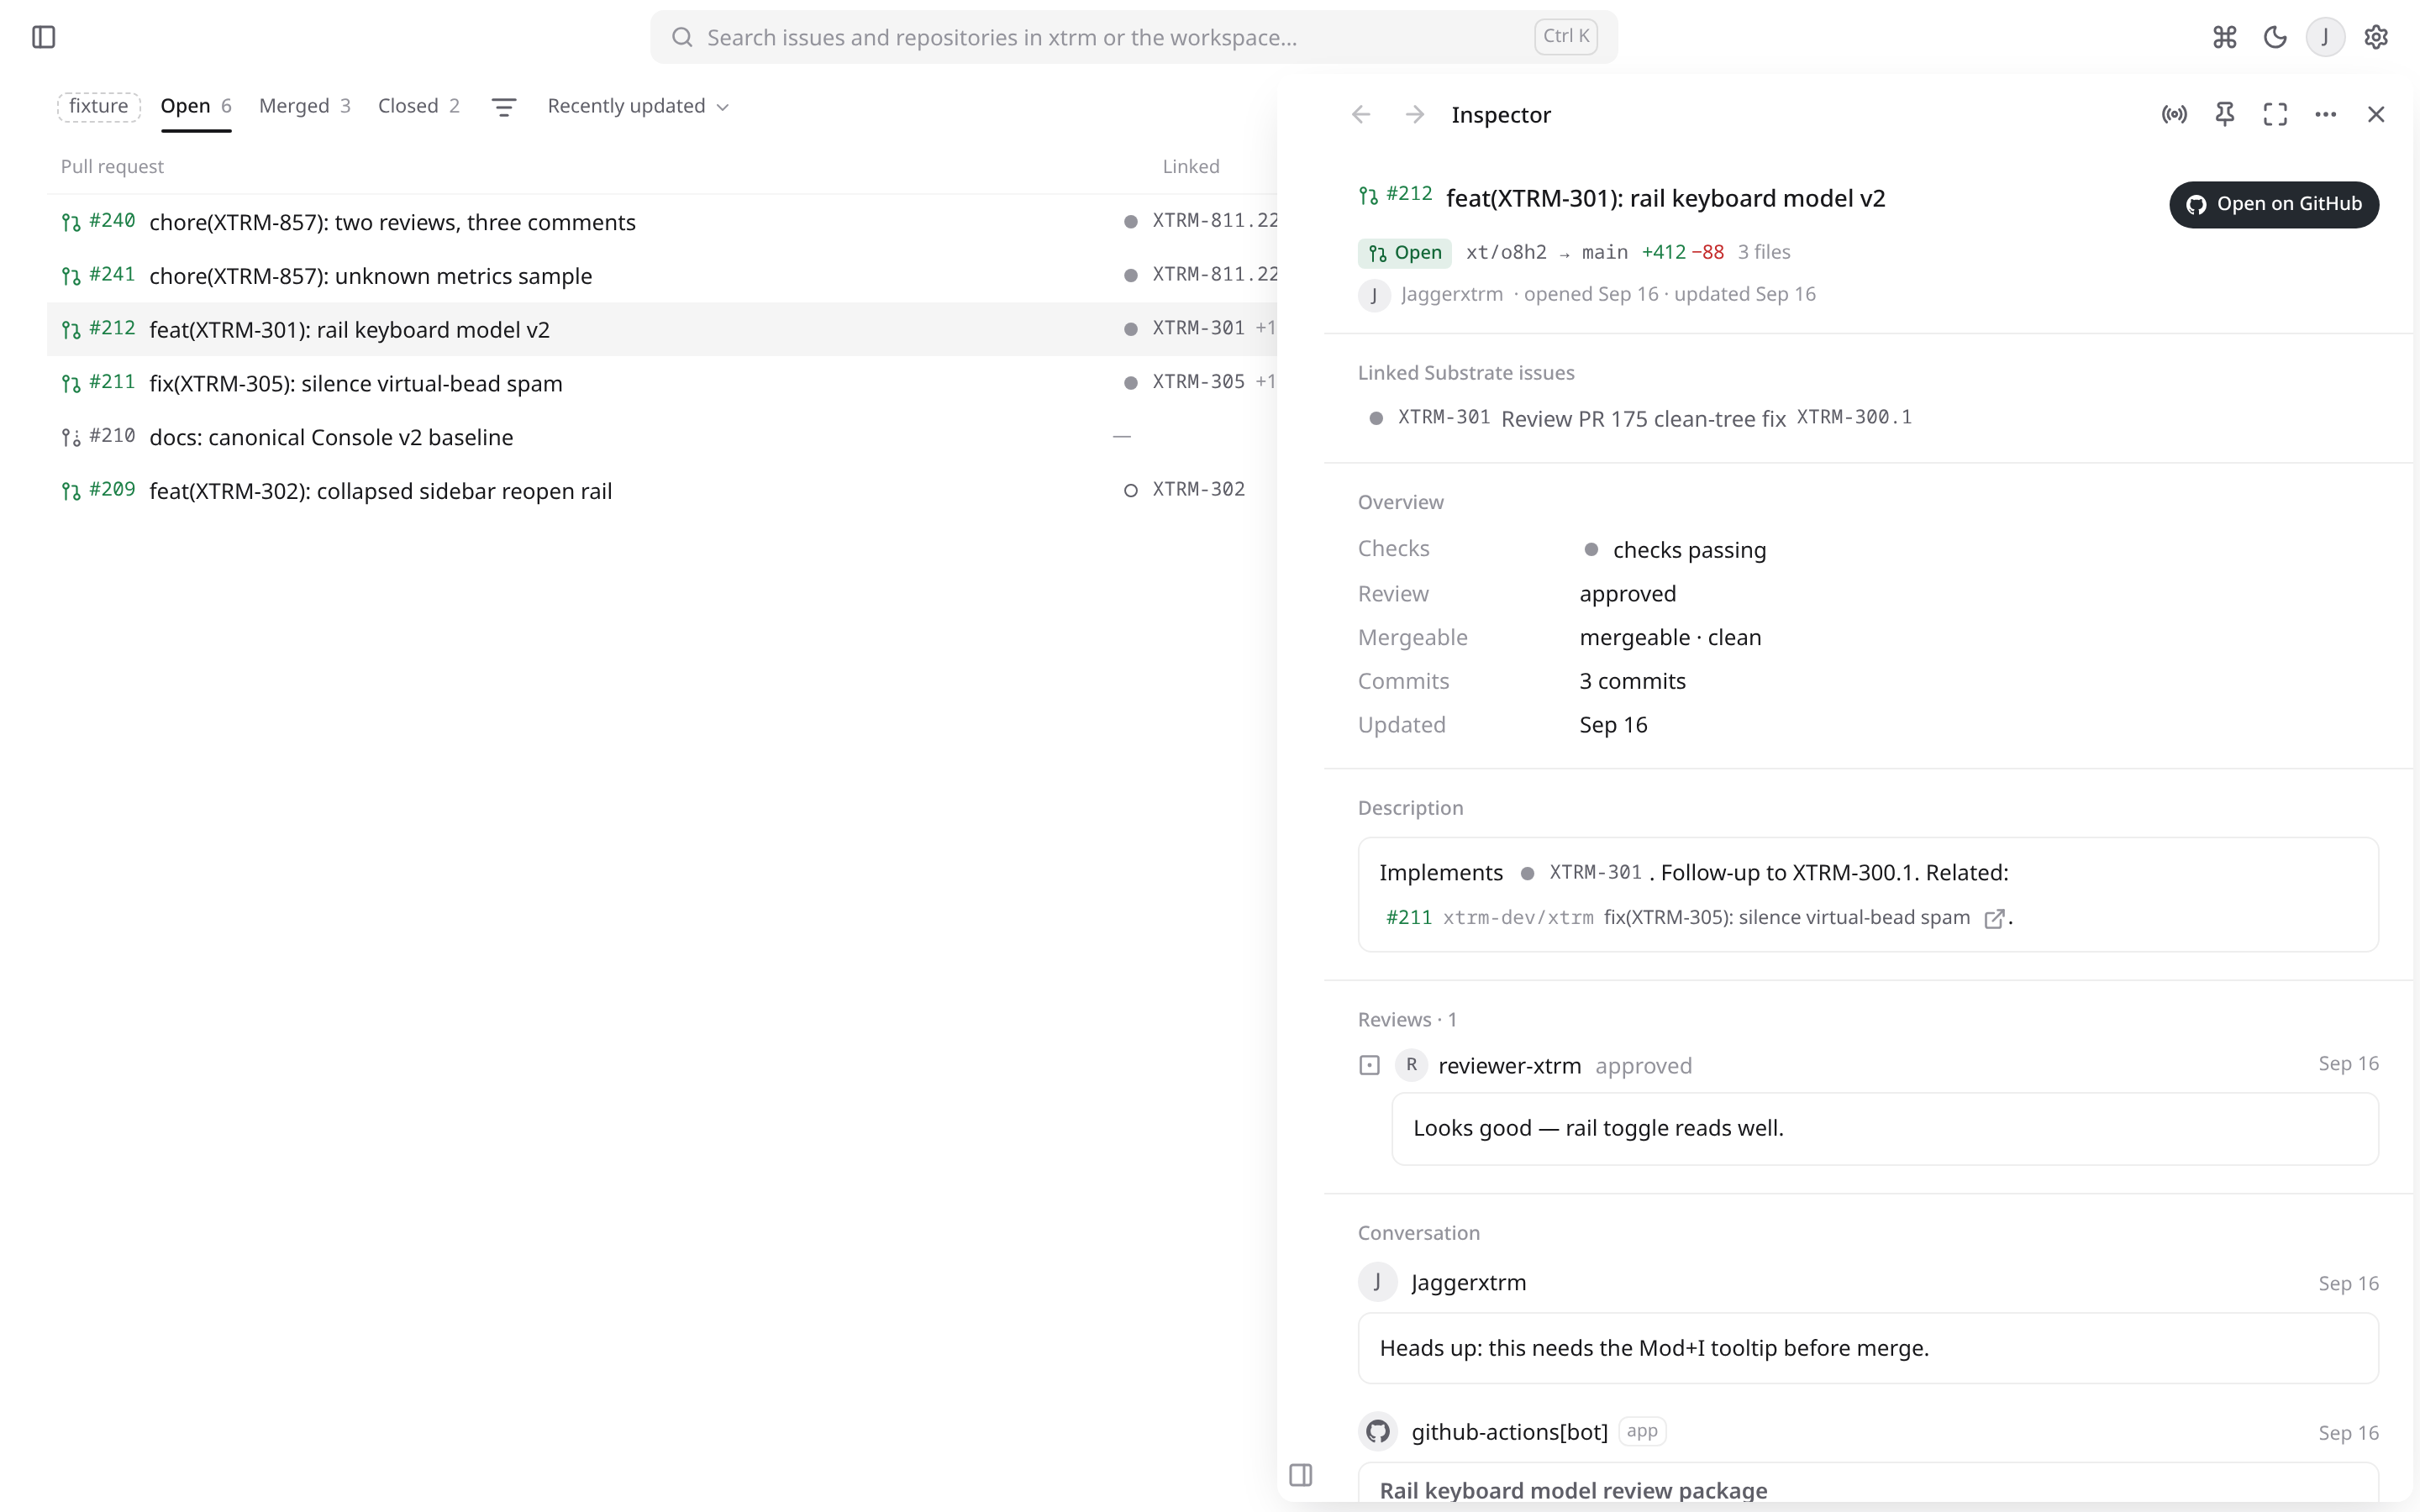 Search issues and repositories in xtrm or the workspace... Ctrl K
J
fixture Open 6 Merged 3 Closed 2 Recently updated
Pull request Linked
#240 chore(XTRM-857): two reviews, three comments XTRM-811.22
#241 chore(XTRM-857): unknown metrics sample XTRM-811.22
#212 feat(XTRM-301): rail keyboard model v2 XTRM-301 +1
#211 fix(XTRM-305): silence virtual-bead spam XTRM-305 +1
#210 docs: canonical Console v2 baseline —
#209 feat(XTRM-302): collapsed sidebar reopen rail XTRM-302
Inspector
#212 feat(XTRM-301): rail keyboard model v2 Open on GitHub
Open xt/o8h2 → main +412 −88 3 files
J Jaggerxtrm · opened Sep 16 · updated Sep 16
Linked Substrate issues
XTRM-301 Review PR 175 clean-tree fix XTRM-300.1
Overview
Checks checks passing
Review approved
Mergeable mergeable · clean
Commits 3 commits
Updated Sep 16
Description
Implements XTRM-301 . Follow-up to XTRM-300.1. Related:
#211 xtrm-dev/xtrm fix(XTRM-305): silence virtual-bead spam .
Reviews · 1
R reviewer-xtrm approved Sep 16
Looks good — rail toggle reads well.
Conversation
J Jaggerxtrm Sep 16
Heads up: this needs the Mod+I tooltip before merge.
github-actions[bot] app Sep 16
Rail keyboard model review package